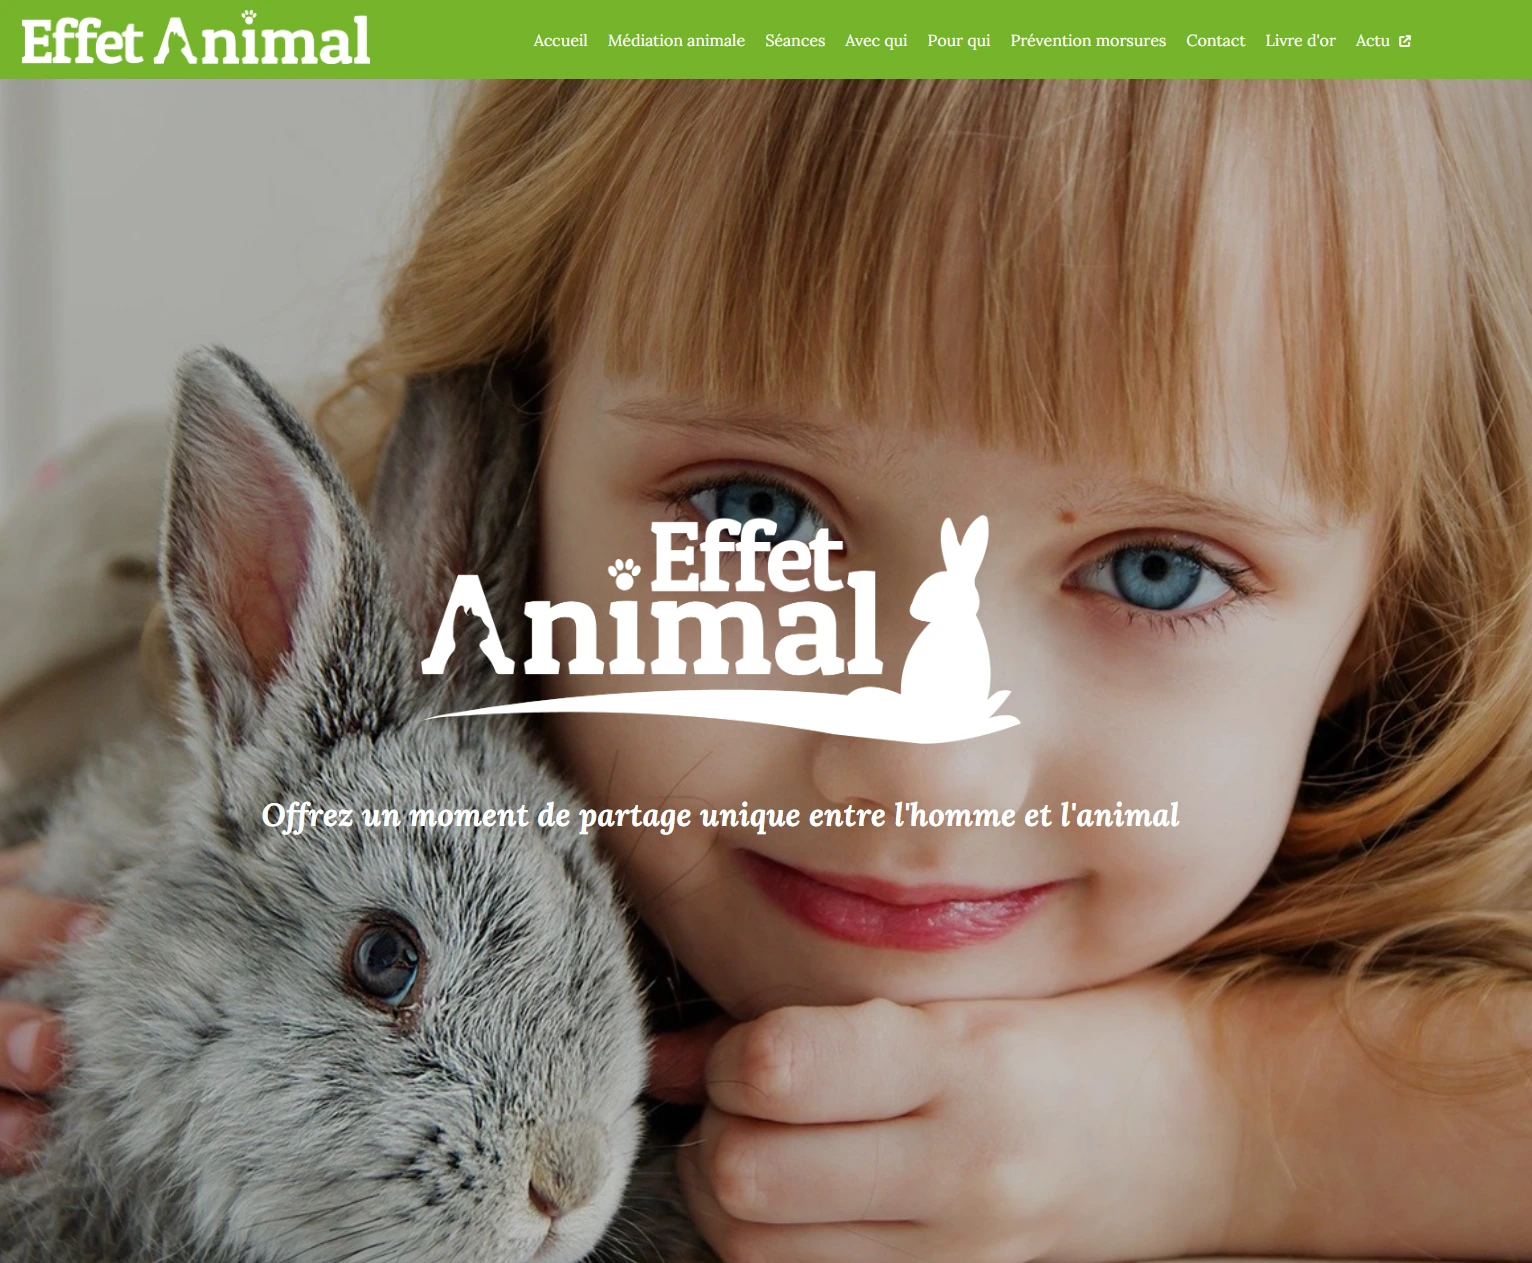 Effet Animal
Accueil Médiation animale Séances Avec qui Pour qui Prévention morsures Contact Livre d'or Actu
Effet
Animal
Offrez un moment de partage unique entre l'homme et l'animal